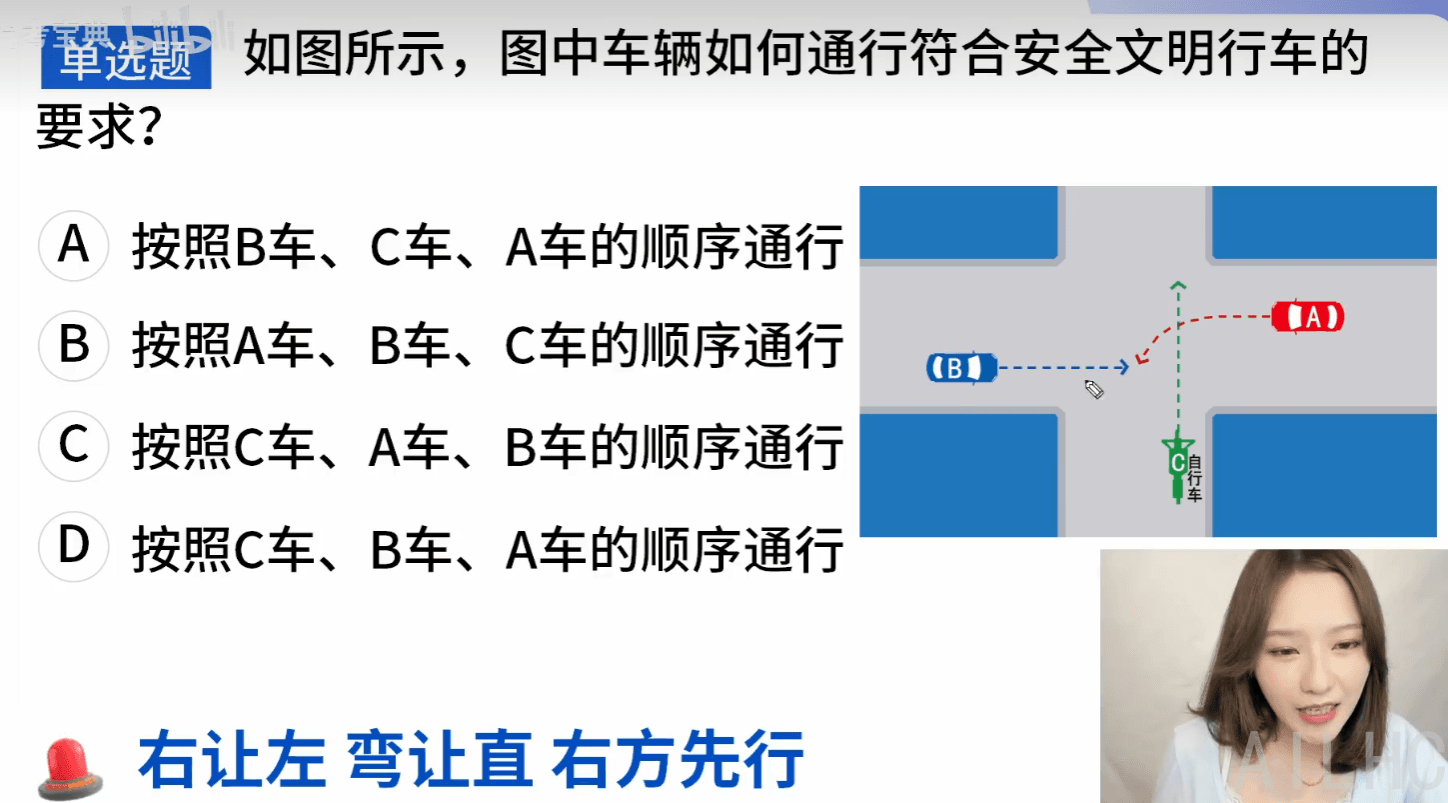 单选题 如图所示，图中车辆如何通行符合安全文明行车的
要求？
A 按照B车、C车、A车的顺序通行
B 按照A车、B车、C车的顺序通行
C 按照C车、A车、B车的顺序通行
D 按照C车、B车、A车的顺序通行
A
B
C
自行车
右让左 弯让直 右方先行